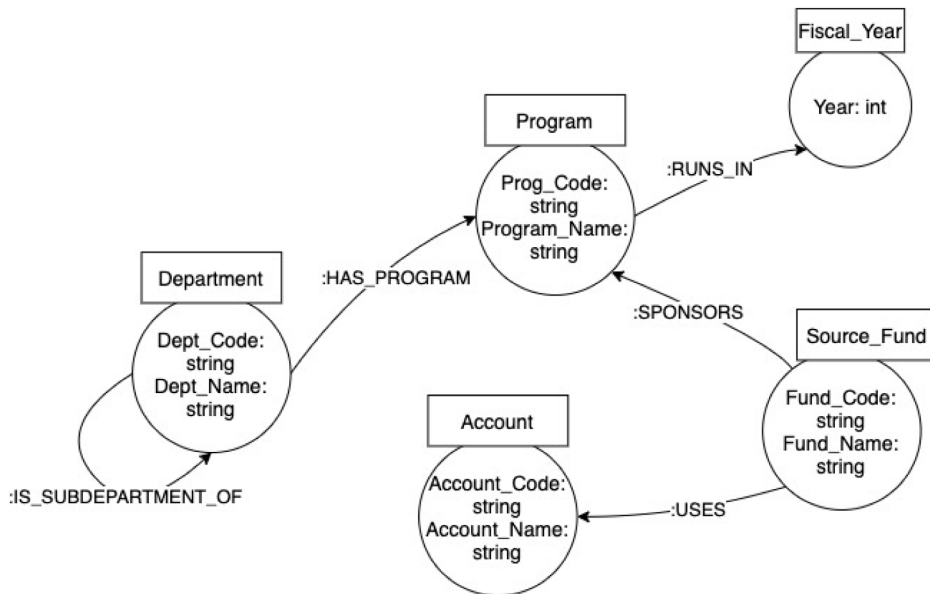 Fiscal_Year
Year: int
Program
Prog_Code:
string
Program_Name:
string
:RUNS_IN
Department
:HAS_PROGRAM
Dept_Code:
string
Dept_Name:
string
:IS_SUBDEPARTMENT_OF
:SPONSORS
Source_Fund
Fund_Code:
string
Fund_Name:
string
Account
Account_Code:
string
Account_Name:
string
:USES